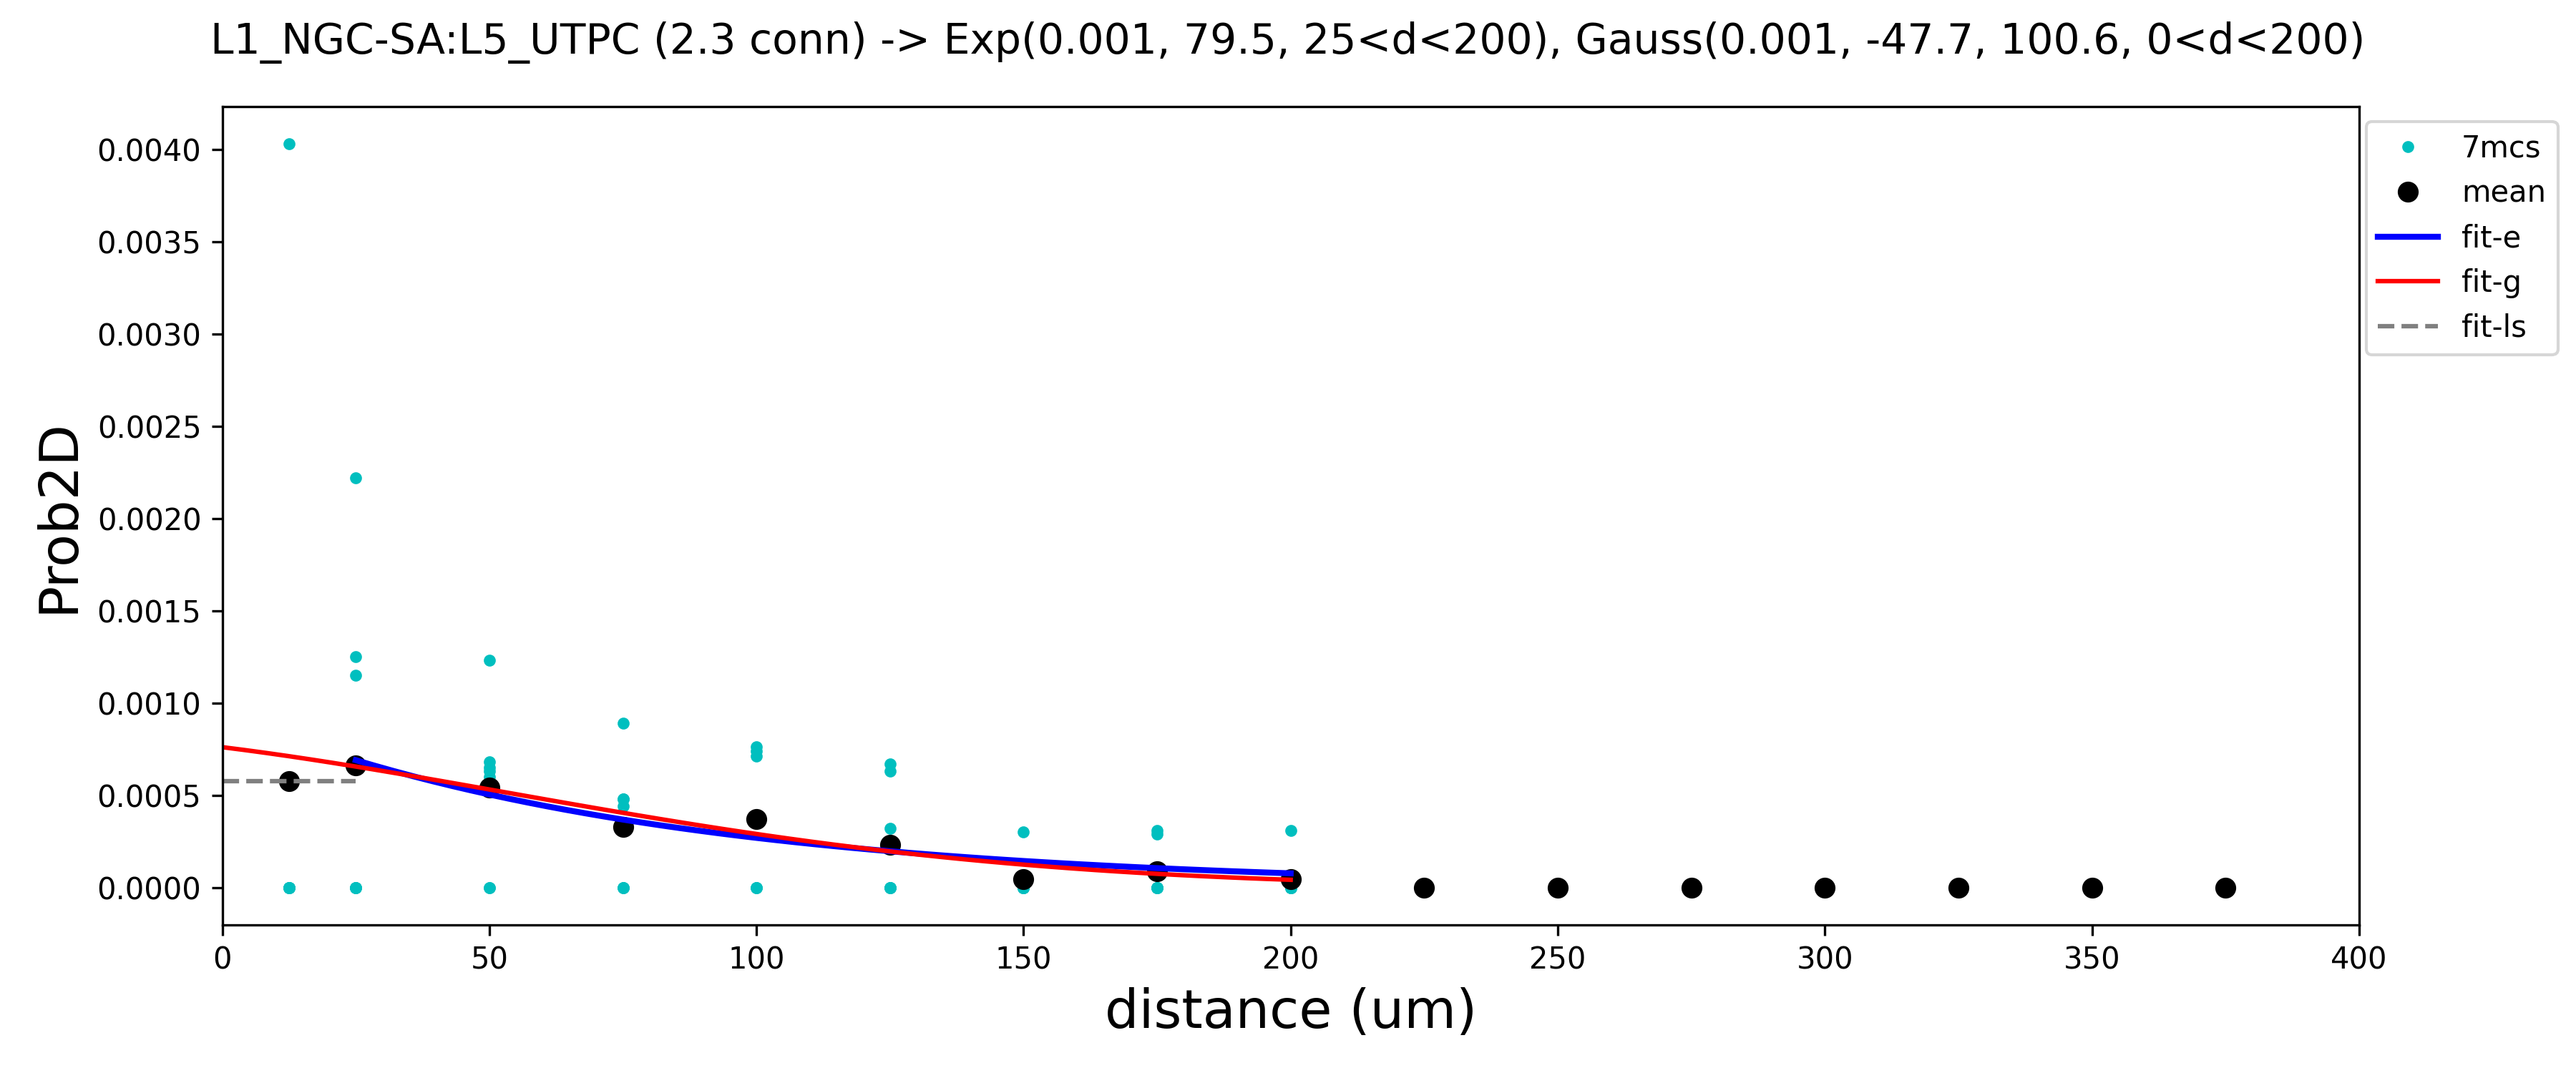 L1_NGC-SA:L5_UTPC (2.3 conn) -> Exp(0.001, 79.5, 25<d<200), Gauss(0.001, -47.7, 100.6, 0<d<200)
0.0040
0.0035
0.0030
0.0025
0.0020
0.0015
0.0010
0.0005
0.0000
Prob2D
0 50 100 150 200 250 300 350 400
distance (um)
7mcs
mean
fit-e
fit-g
fit-ls